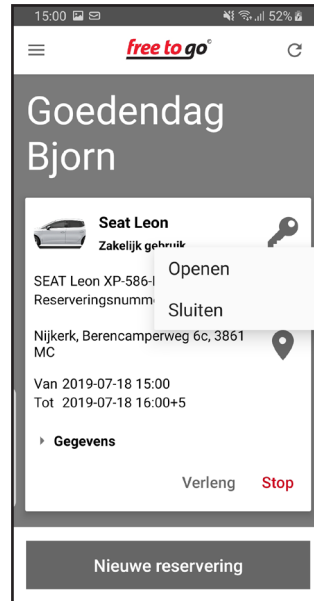 15:00 52%
free to go
Goedendag
Bjorn
Seat Leon
Zakelijk gebruik
Openen
SEAT Leon XP-586-
Sluiten
Nijkerk, Berencamperweg 6c, 3861
MC
Van 2019-07-18 15:00
Tot 2019-07-18 16:00+5
Gegevens
Verleng Stop
Nieuwe reservering